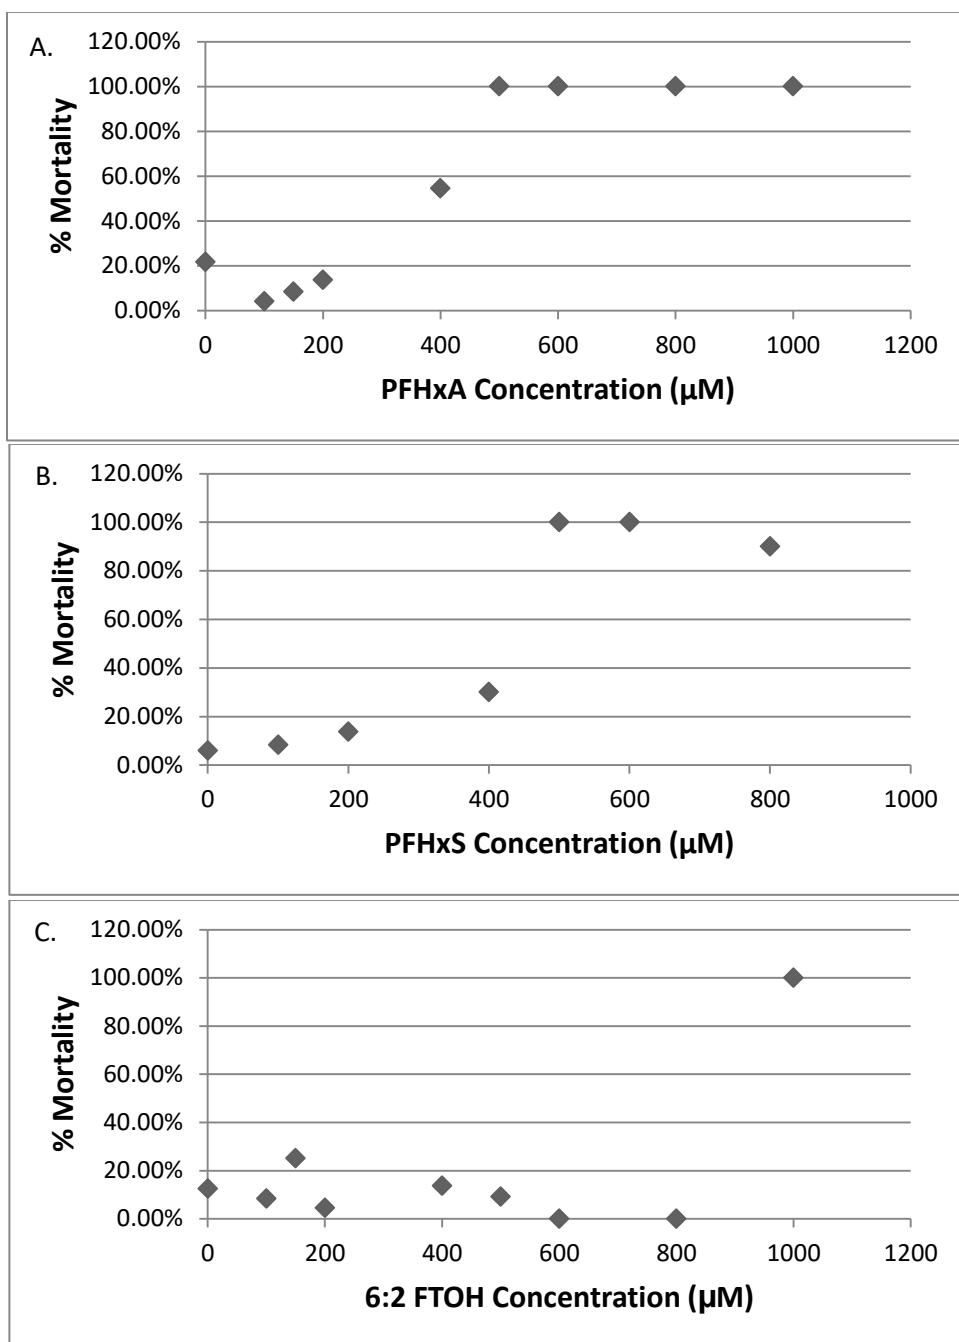 A.
120.00%
100.00%
80.00%
60.00%
40.00%
20.00%
0.00%
% Mortality
0 200 400 600 800 1000 1200
PFHxA Concentration (µM)
B.
120.00%
100.00%
80.00%
60.00%
40.00%
20.00%
0.00%
% Mortality
0 200 400 600 800 1000
PFHxS Concentration (µM)
C.
120.00%
100.00%
80.00%
60.00%
40.00%
20.00%
0.00%
% Mortality
0 200 400 600 800 1000 1200
6:2 FTOH Concentration (µM)